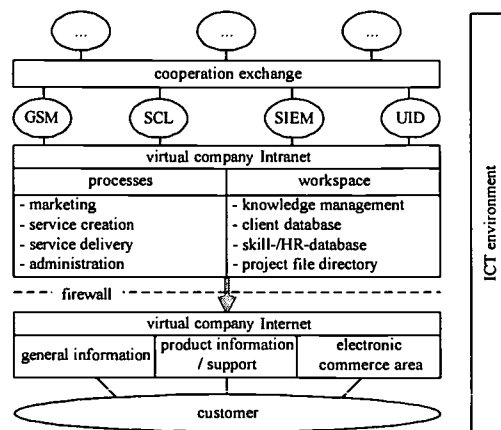 ... ... ...
cooperation exchange
GSM SCL SIEM UID
virtual company Intranet
processes workspace
- marketing
- service creation
- service delivery
- administration
- knowledge management
- client database
- skill-/HR-database
- project file directory
firewall
virtual company Internet
general information
product information
/ support
electronic
commerce area
customer
ICT environment